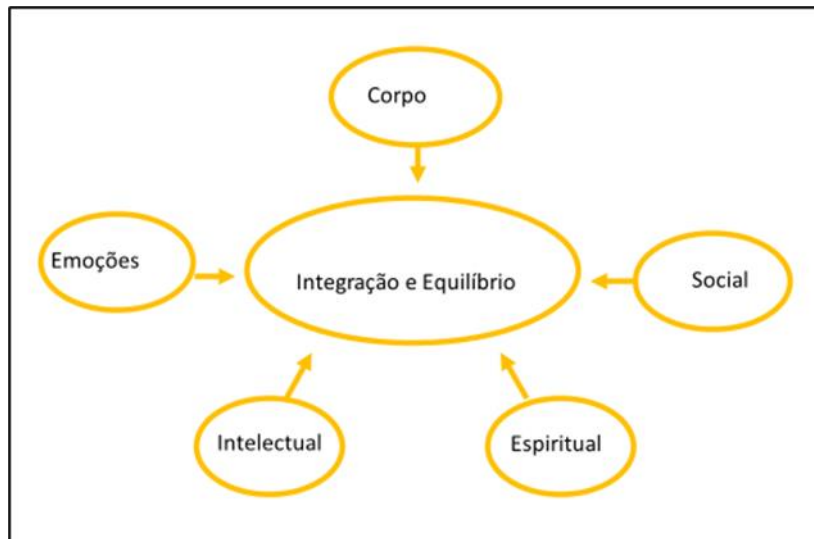 Corpo
Emoções
Integração e Equilíbrio
Social
Intelectual
Espiritual